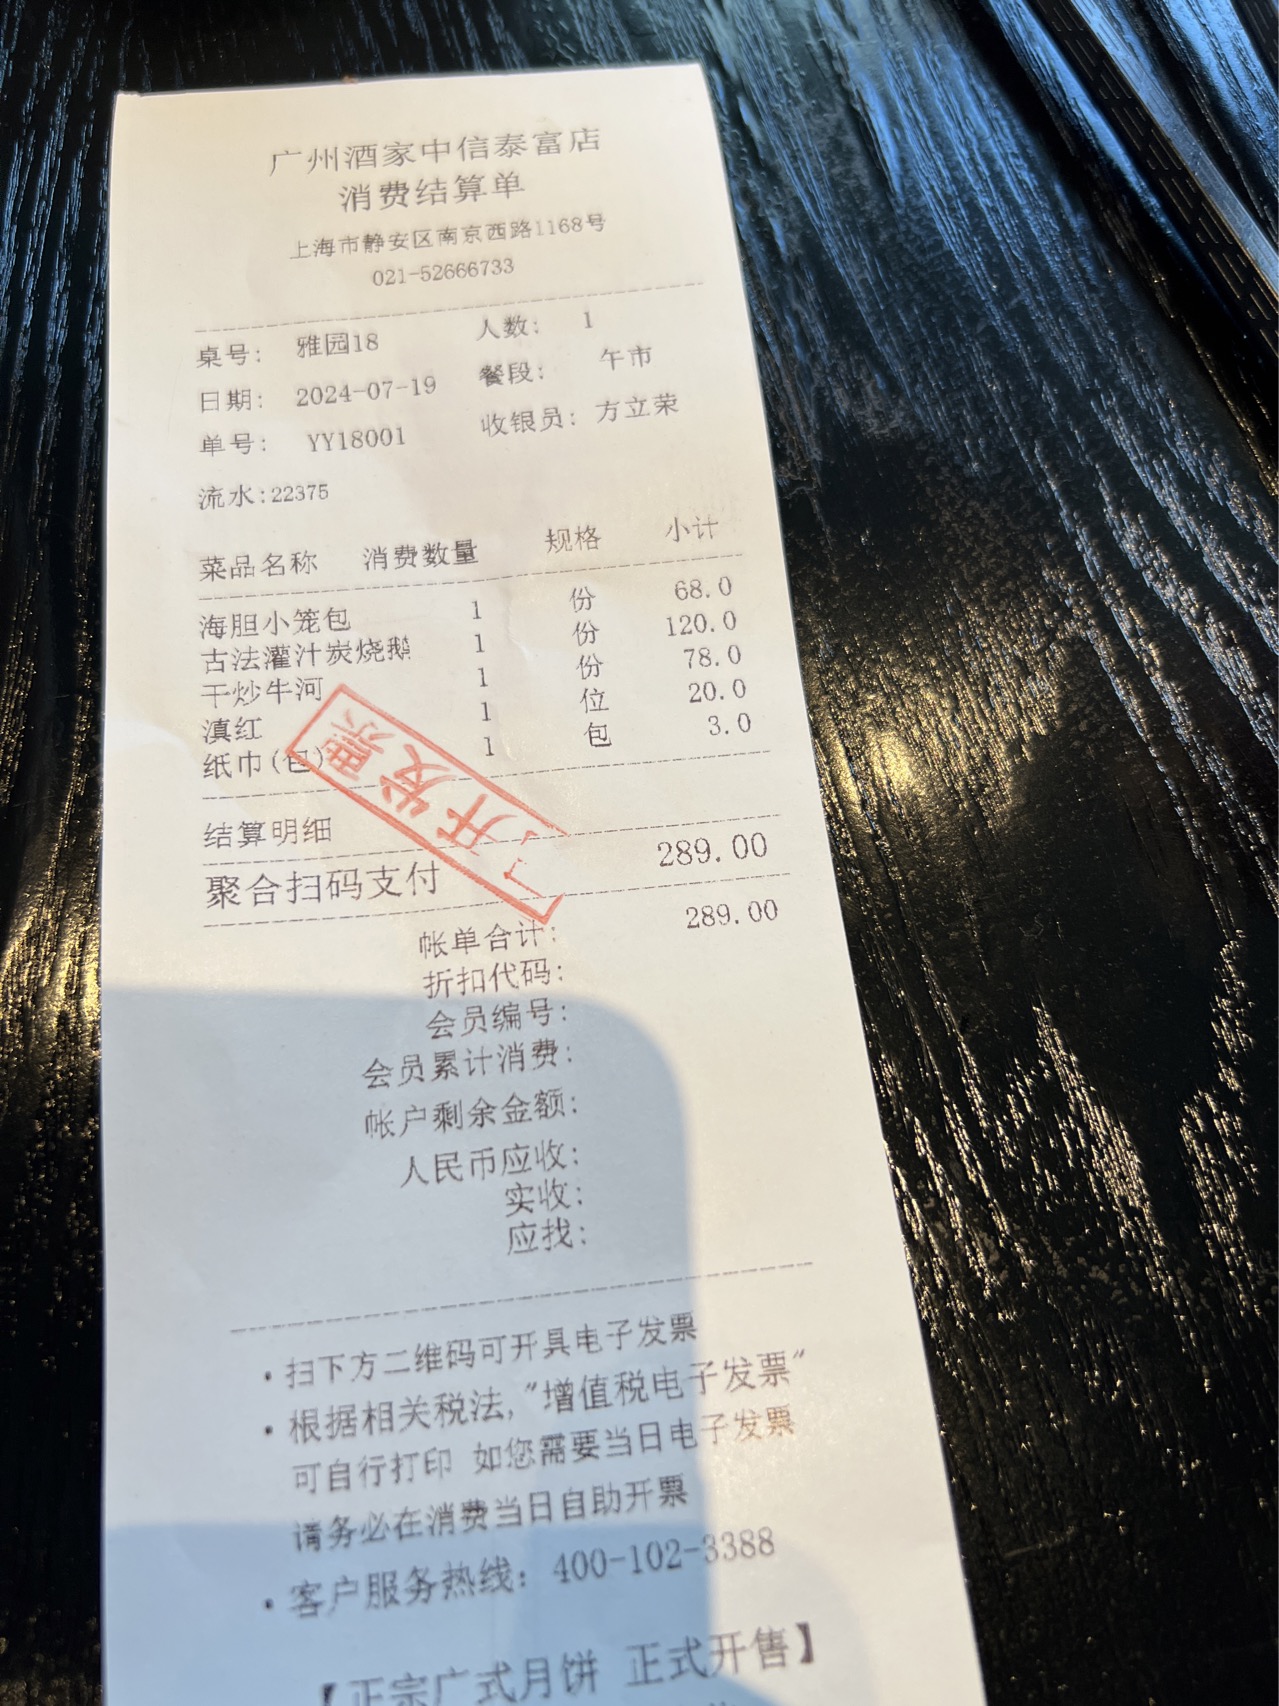 广州酒家中信泰富店
消费结算单
上海市静安区南京西路1168号
021-52666733
桌号: 雅园18 人数: 1
日期: 2024-07-19 餐段: 午市
单号: YY18001 收银员: 方立荣
流水:22375
菜品名称 消费数量 规格 小计
海胆小笼包 1 份 68.0
古法灌汁炭烧鹅 1 份 120.0
干炒牛河 1 份 78.0
滇红 1 位 20.0
纸巾(包) 1 包 3.0
开发票
结算明细
聚合扫码支付 289.00
帐单合计: 289.00
折扣代码:
会员编号:
会员累计消费:
帐户剩余金额:
人民币应收:
实收:
应找:
·扫下方二维码可开具电子发票
·根据相关税法,"增值税电子发票"
可自行打印 如您需要当日电子发票
请务必在消费当日自助开票
·客户服务热线: 400-102-3388
【正宗广式月饼 正式开售】